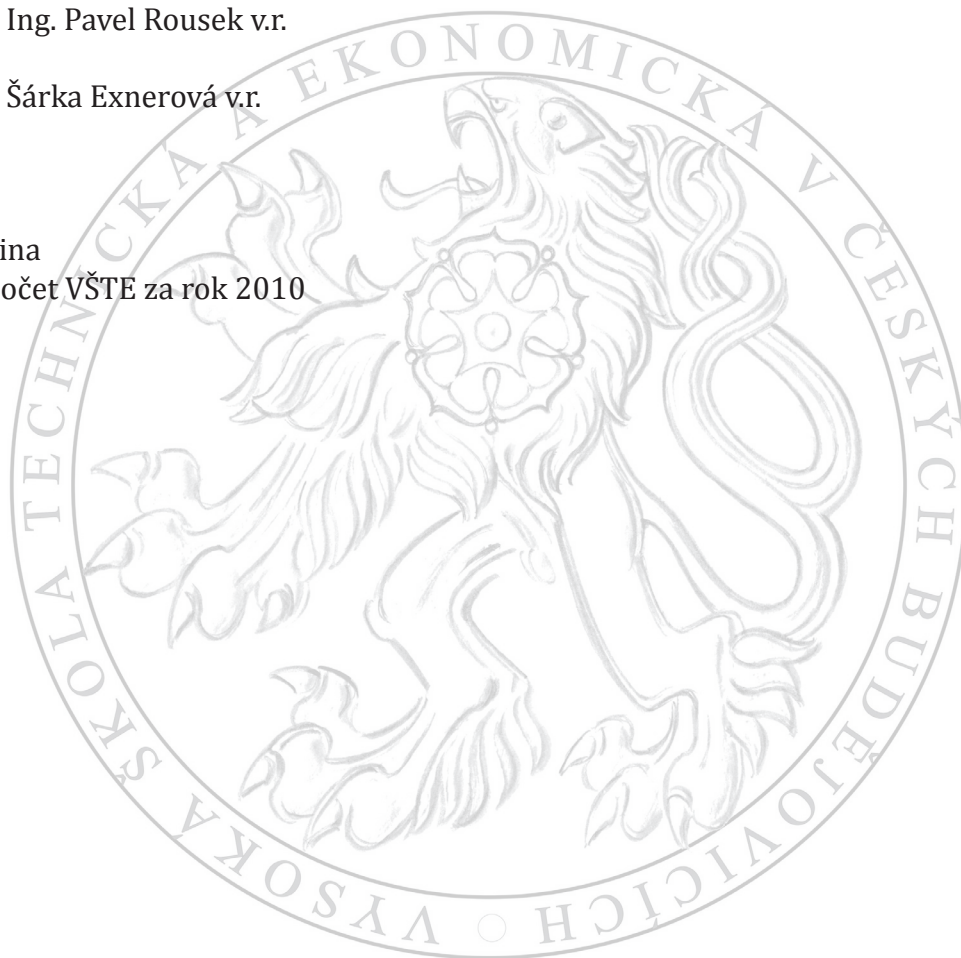 Ing. Pavel Rousek v.r.
Šárka Exnerová v.r.
ina
očet VŠTE za rok 2010
VYSOKÁ ŠKOLA TECHNICKÁ A EKONOMICKÁ V ČESKÝCH BUDĚJOVICÍCH